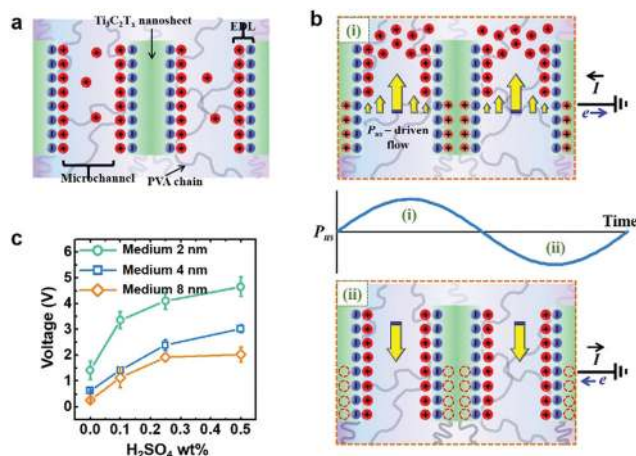 a
Ti₃C₂Tₓ nanosheet
EDL
Microchannel
PVA chain
b
(i)
Pus – driven
flow
I
e
Pus
(i)
Time
(ii)
(ii)
I
e
c
Medium 2 nm
Medium 4 nm
Medium 8 nm
Voltage (V)
6
5
4
3
2
1
0
0.0 0.1 0.2 0.3 0.4 0.5
H₂SO₄ wt%